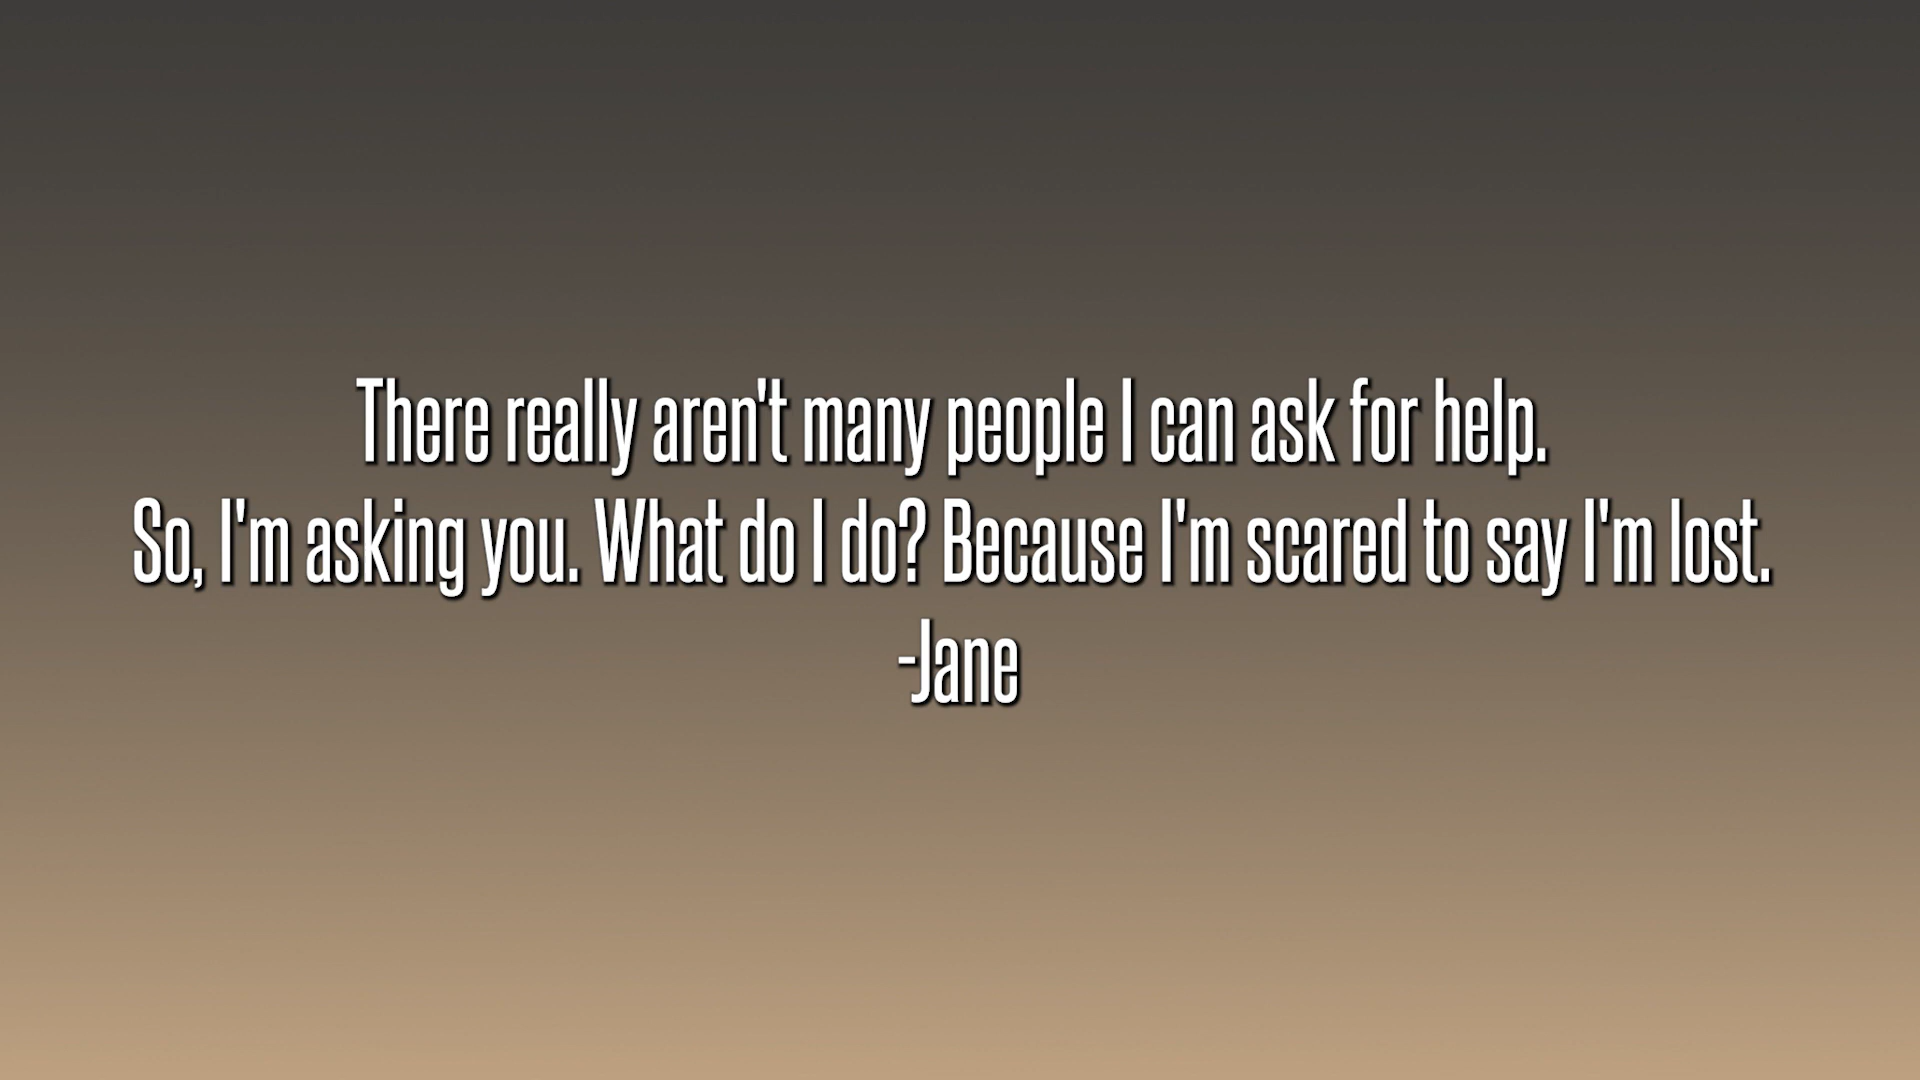 There really aren't many people I can ask for help.
So, I'm asking you. What do I do? Because I'm scared to say I'm lost.
-Jane